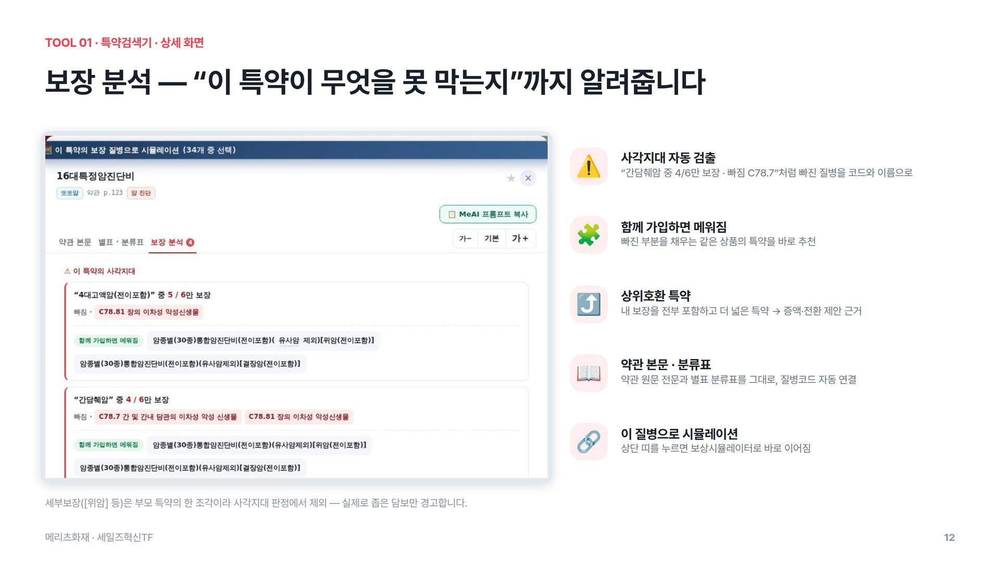 TOOL 01 · 특약검색기 · 상세 화면
보장 분석 — “이 특약이 무엇을 못 막는지”까지 알려줍니다
이 특약의 보장 질병으로 시뮬레이션 (34개 중 선택)
16대특정암진단비
★ ✕
또또암 약관 p.123 암 진단
📋 MeAI 프롬프트 복사
약관 본문 별표 · 분류표 보장 분석 4
가− 기본 가+
⚠ 이 특약의 사각지대
“4대고액암(전이포함)” 중 5 / 6만 보장
빠짐 · C78.81 장의 이차성 악성신생물
함께 가입하면 메워짐 암종별(30종)통합암진단비(전이포함)( 유사암 제외)[위암(전이포함)]
암종별(30종)통합암진단비(전이포함)(유사암제외)[결장암(전이포함)]
“간담췌암” 중 4 / 6만 보장
빠짐 · C78.7 간 및 간내 담관의 이차성 악성 신생물 C78.81 장의 이차성 악성신생물
함께 가입하면 메워짐 암종별(30종)통합암진단비(전이포함)(유사암제외)[위암(전이포함)]
암종별(30종)통합암진단비(전이포함)(유사암제외)[결장암(전이포함)]
사각지대 자동 검출
“간담췌암 중 4/6만 보장 · 빠짐 C78.7”처럼 빠진 질병을 코드와 이름으로
함께 가입하면 메워짐
빠진 부분을 채우는 같은 상품의 특약을 바로 추천
상위호환 특약
내 보장을 전부 포함하고 더 넓은 특약 → 증액·전환 제안 근거
약관 본문 · 분류표
약관 원문 전문과 별표 분류표를 그대로, 질병코드 자동 연결
이 질병으로 시뮬레이션
상단 띠를 누르면 보상시뮬레이터로 바로 이어짐
세부보장([위암] 등)은 부모 특약의 한 조각이라 사각지대 판정에서 제외 — 실제로 좁은 담보만 경고합니다.
메리츠화재 · 세일즈혁신TF
12